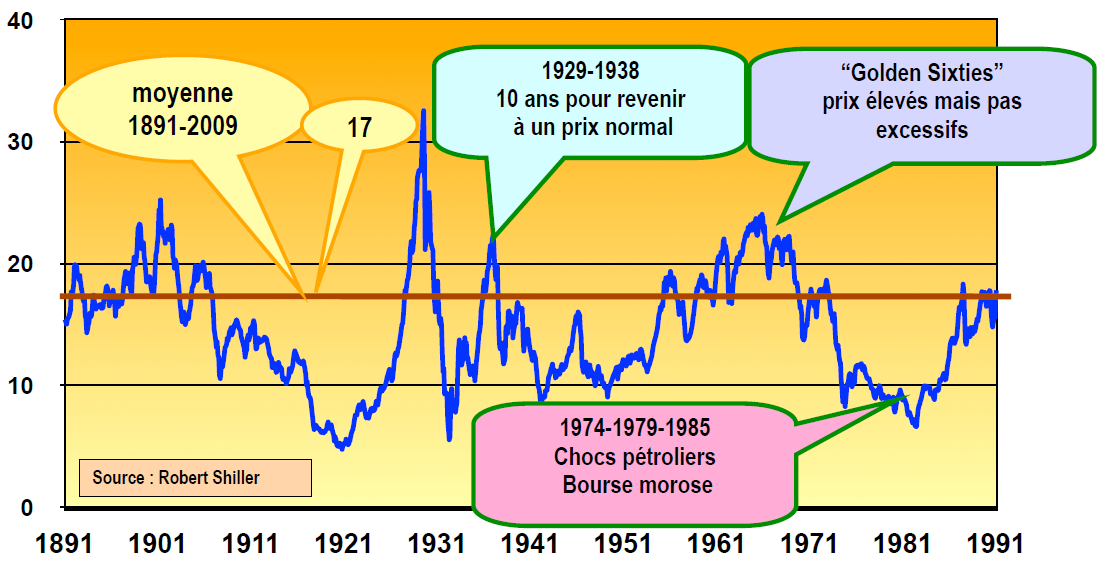 40
30
20
10
0
moyenne
1891-2009
17
1929-1938
10 ans pour revenir
à un prix normal
“Golden Sixties”
prix élevés mais pas
excessifs
1974-1979-1985
Chocs pétroliers
Bourse morose
Source : Robert Shiller
1891 1901 1911 1921 1931 1941 1951 1961 1971 1981 1991